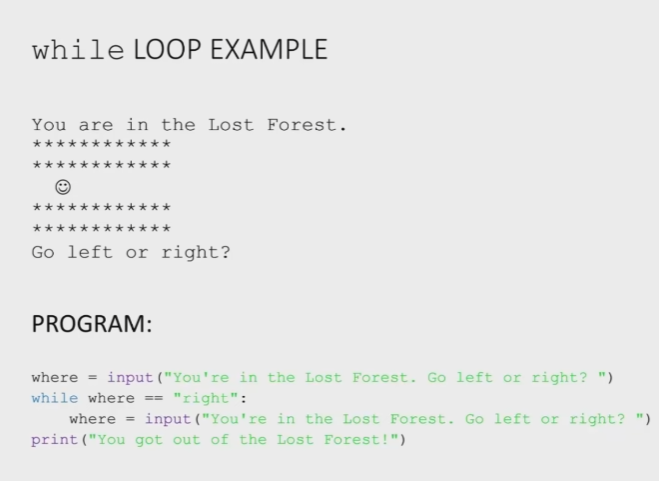 while LOOP EXAMPLE
You are in the Lost Forest.
************
************
☺
************
************
Go left or right?
PROGRAM:
where = input("You're in the Lost Forest. Go left or right? ")
while where == "right":
    where = input("You're in the Lost Forest. Go left or right? ")
print("You got out of the Lost Forest!")